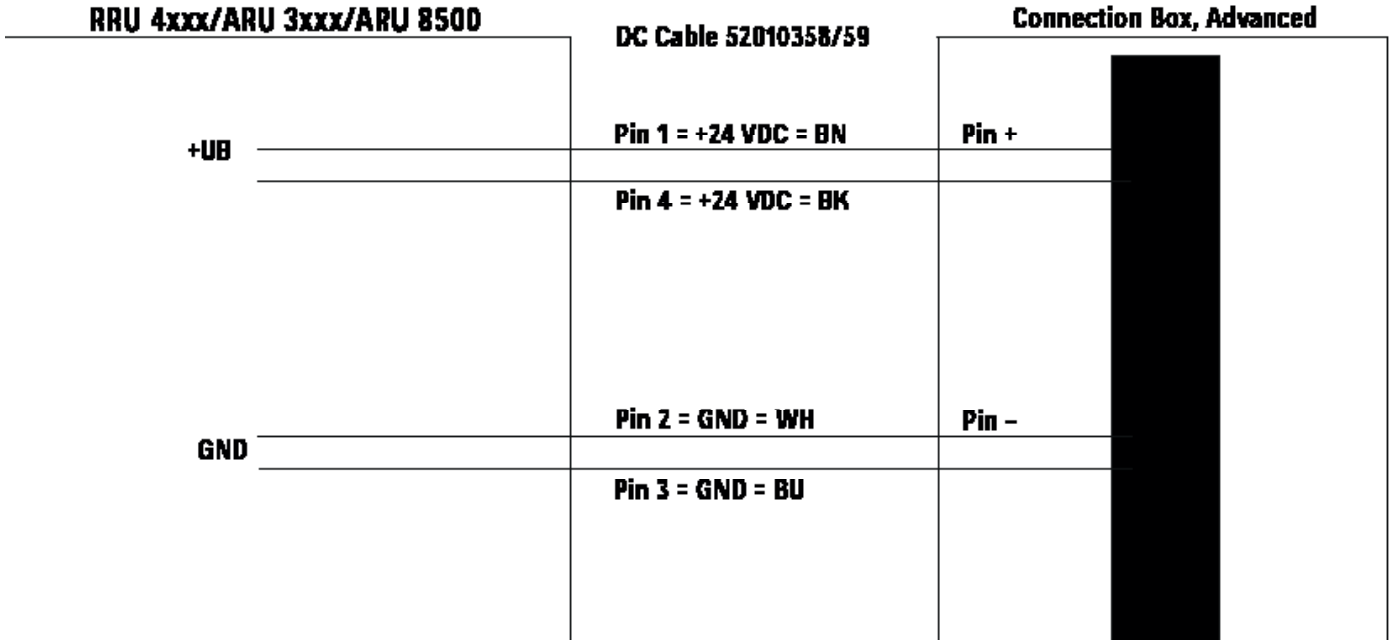 RRU 4xxx/ARU 3xxx/ARU 8500
DC Cable 52010358/59
Connection Box, Advanced
+UB
Pin 1 = +24 VDC = BN
Pin +
Pin 4 = +24 VDC = BK
GND
Pin 2 = GND = WH
Pin –
Pin 3 = GND = BU